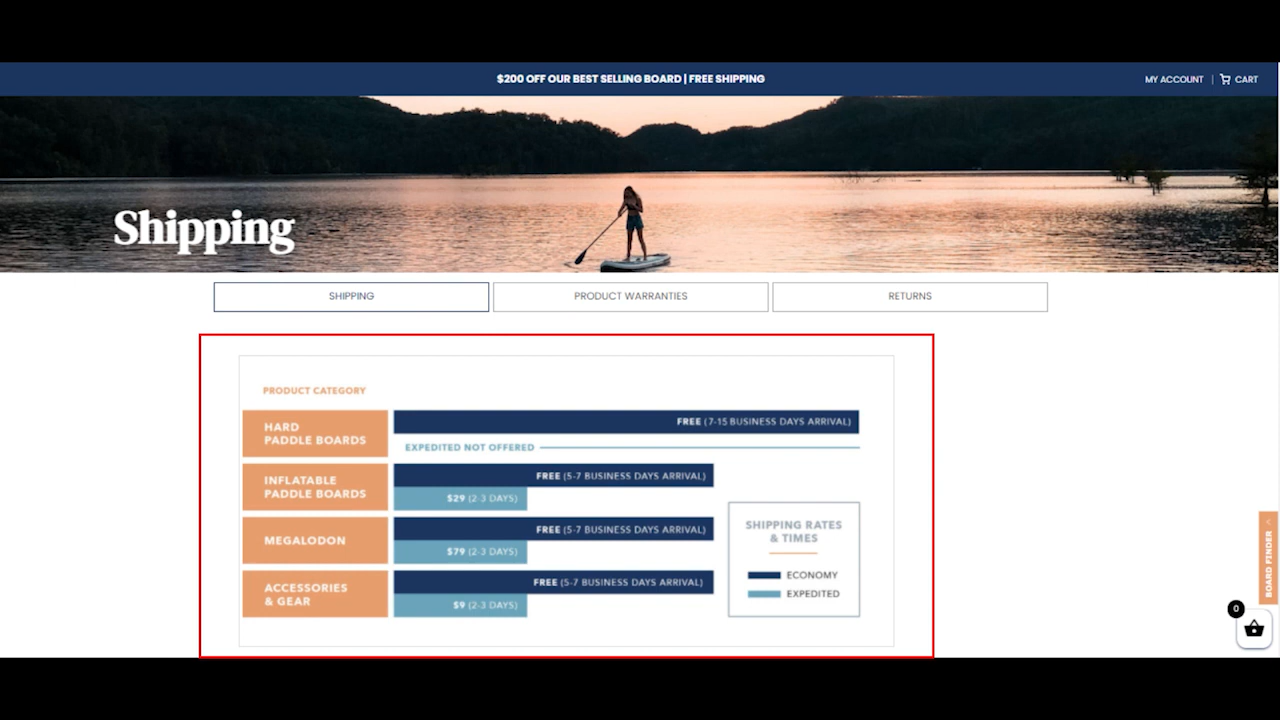 $200 OFF OUR BEST SELLING BOARD | FREE SHIPPING
MY ACCOUNT | CART
Shipping
SHIPPING
PRODUCT WARRANTIES
RETURNS
PRODUCT CATEGORY
HARD
PADDLE BOARDS
FREE (7-15 BUSINESS DAYS ARRIVAL)
EXPEDITED NOT OFFERED
INFLATABLE
PADDLE BOARDS
FREE (5-7 BUSINESS DAYS ARRIVAL)
$29 (2-3 DAYS)
MEGALODON
FREE (5-7 BUSINESS DAYS ARRIVAL)
$79 (2-3 DAYS)
ACCESSORIES
& GEAR
FREE (5-7 BUSINESS DAYS ARRIVAL)
$9 (2-3 DAYS)
SHIPPING RATES
& TIMES
ECONOMY
EXPEDITED
BOARD FINDER
0